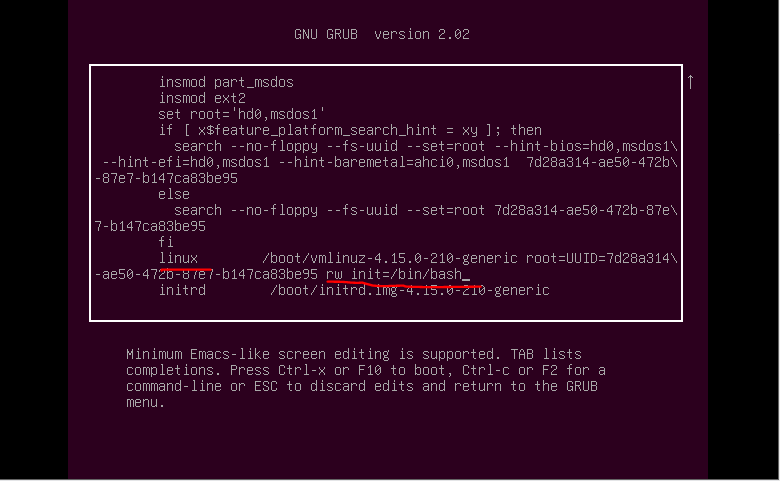 GNU GRUB  version 2.02
insmod part_msdos
insmod ext2
set root='hd0,msdos1'
if [ x$feature_platform_search_hint = xy ]; then
search --no-floppy --fs-uuid --set=root --hint-bios=hd0,msdos1\
--hint-efi=hd0,msdos1 --hint-baremetal=ahci0,msdos1  7d28a314-ae50-472b\
-87e7-b147ca83be95
else
search --no-floppy --fs-uuid --set=root 7d28a314-ae50-472b-87e\
7-b147ca83be95
fi
linux        /boot/vmlinuz-4.15.0-210-generic root=UUID=7d28a314\
-ae50-472b-87e7-b147ca83be95 rw init=/bin/bash_
initrd        /boot/initrd.img-4.15.0-210-generic
Minimum Emacs-like screen editing is supported. TAB lists
completions. Press Ctrl-x or F10 to boot, Ctrl-c or F2 for a
command-line or ESC to discard edits and return to the GRUB
menu.